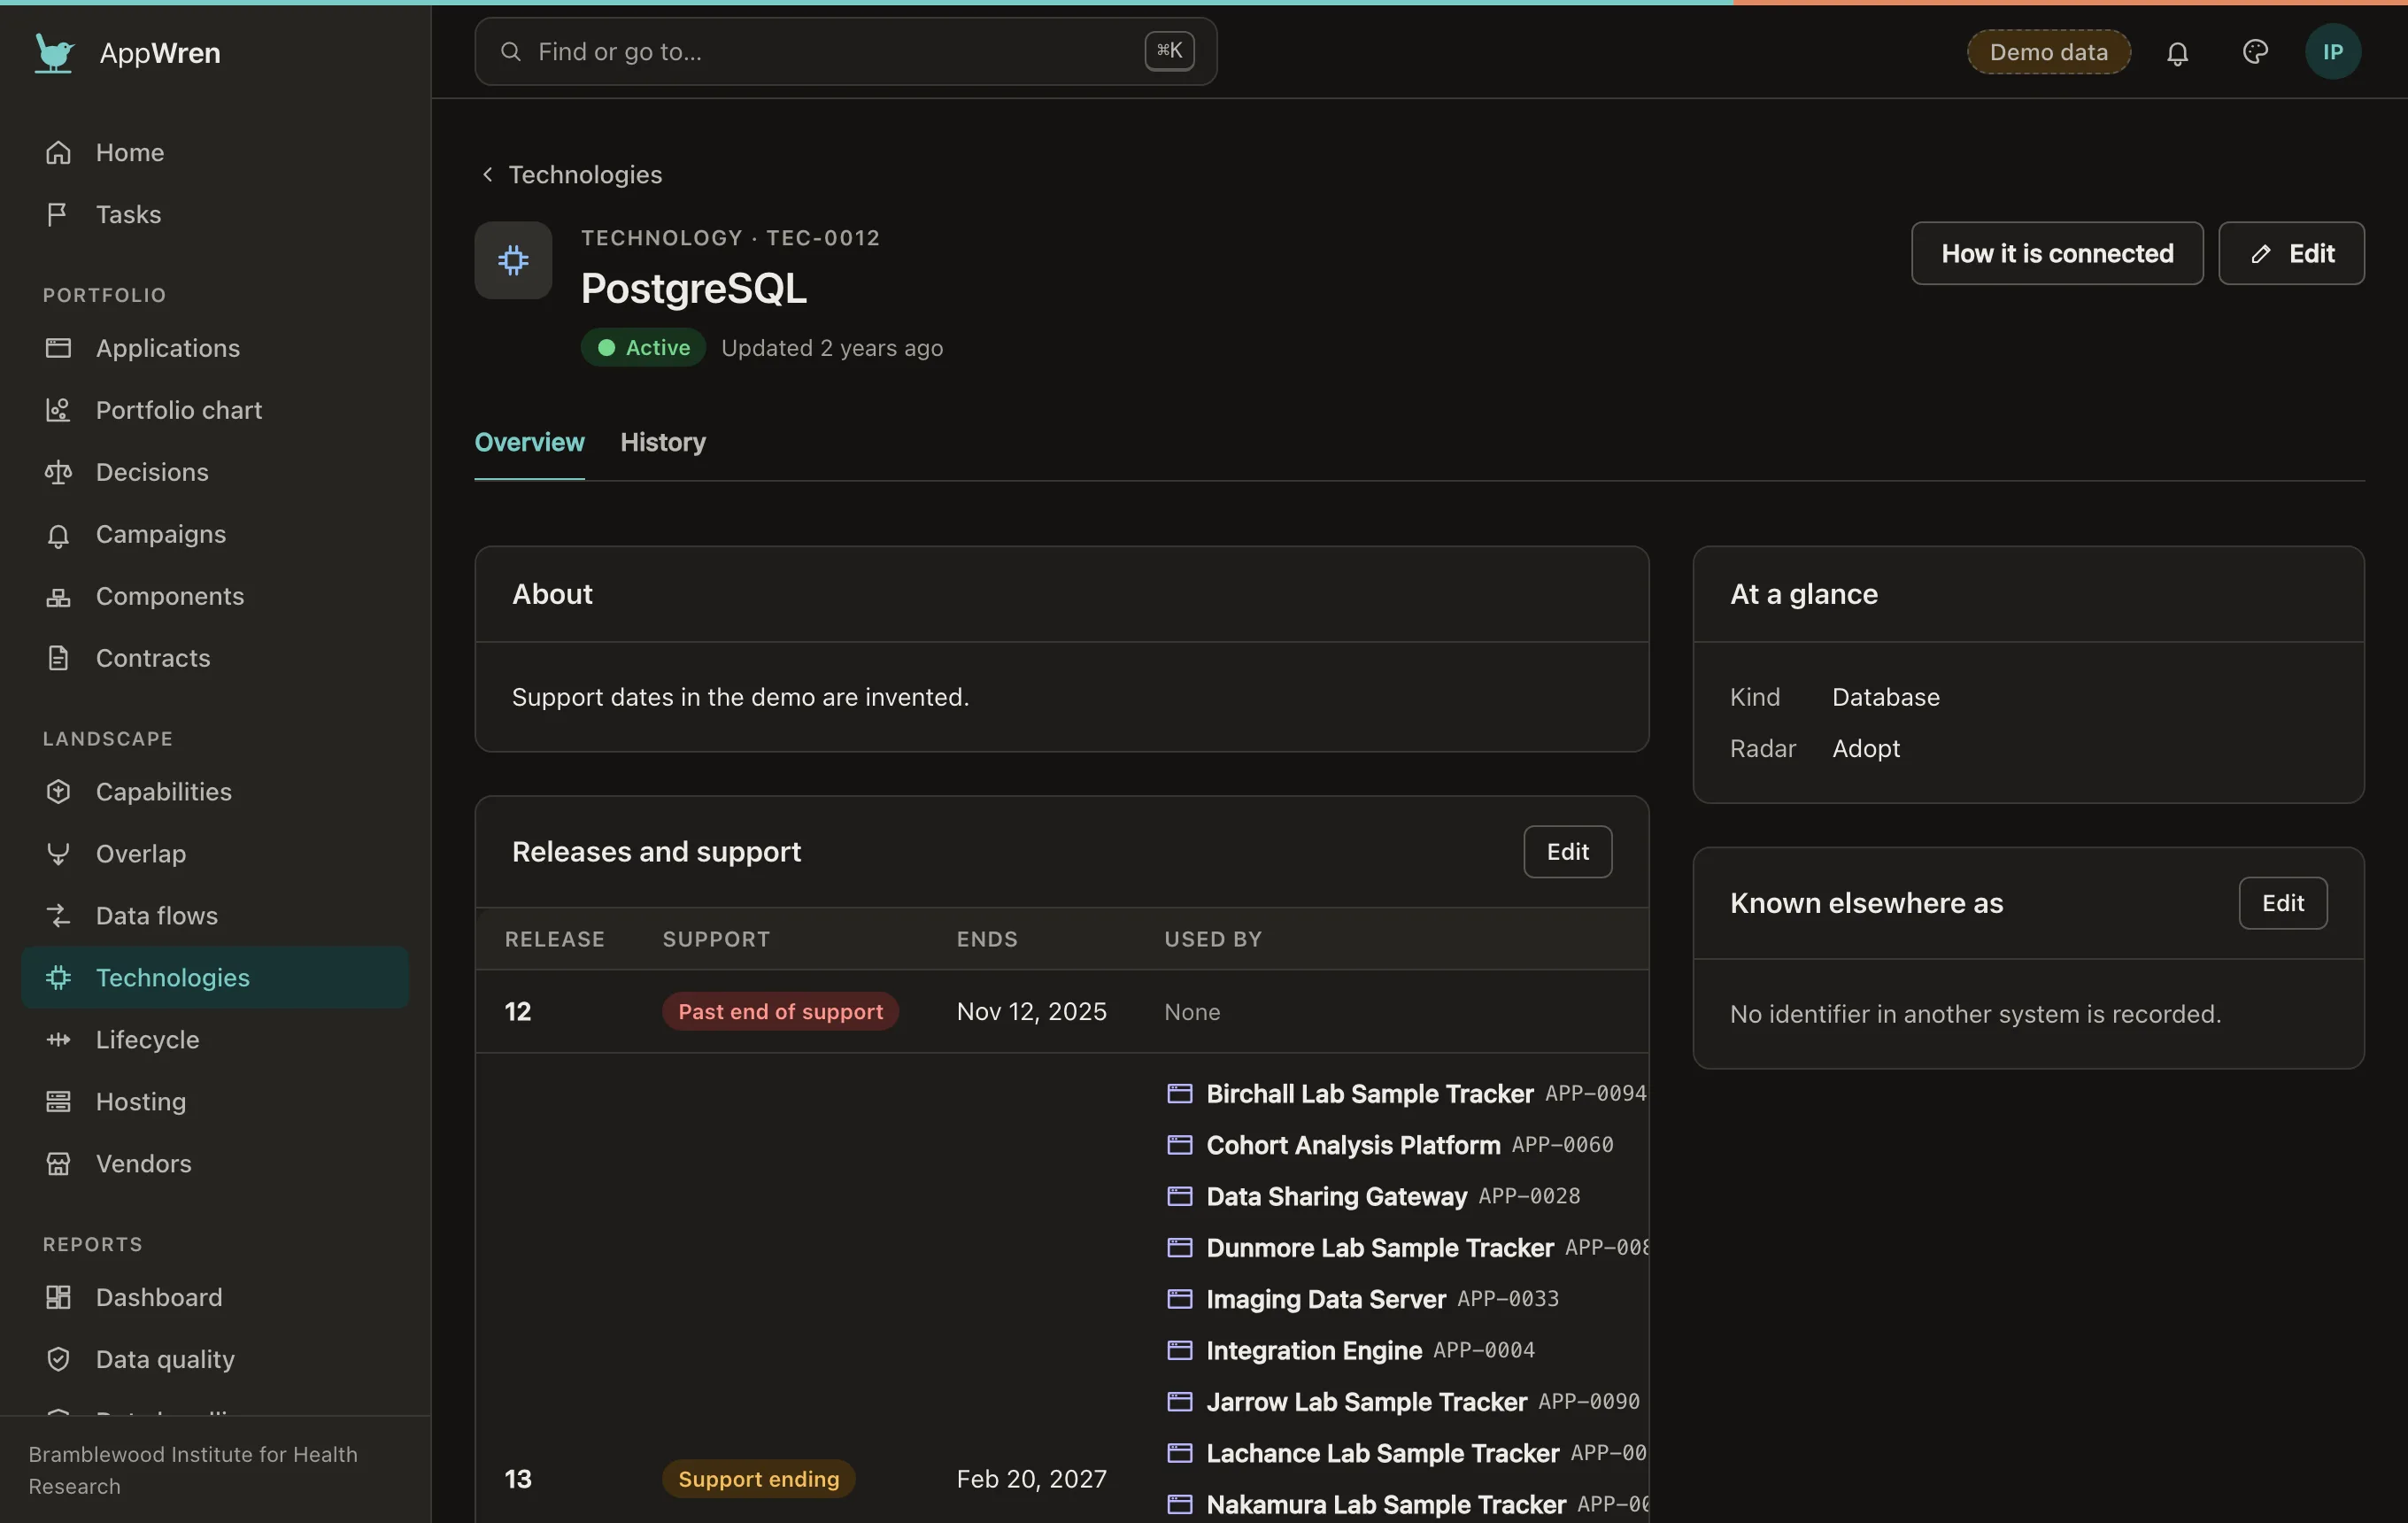 AppWren
Find or go to...
⌘K
Demo data
IP
Home
Tasks
PORTFOLIO
Applications
Portfolio chart
Decisions
Campaigns
Components
Contracts
LANDSCAPE
Capabilities
Overlap
Data flows
Technologies
Lifecycle
Hosting
Vendors
REPORTS
Dashboard
Data quality
Bramblewood Institute for Health
Research
Technologies
TECHNOLOGY · TEC-0012
PostgreSQL
Active Updated 2 years ago
How it is connected
Edit
Overview History
About
Support dates in the demo are invented.
Releases and support
Edit
RELEASE SUPPORT ENDS USED BY
12 Past end of support Nov 12, 2025 None
Birchall Lab Sample Tracker APP-0094
Cohort Analysis Platform APP-0060
Data Sharing Gateway APP-0028
Dunmore Lab Sample Tracker
Imaging Data Server APP-0033
Integration Engine APP-0004
Jarrow Lab Sample Tracker APP-0090
Lachance Lab Sample Tracker
13 Support ending Feb 20, 2027
Nakamura Lab Sample Tracker
At a glance
Kind Database
Radar Adopt
Known elsewhere as
Edit
No identifier in another system is recorded.